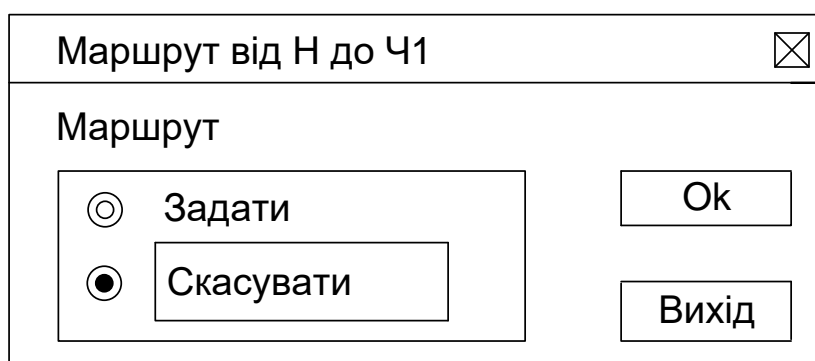 Маршрут від Н до Ч1
Маршрут
Задати
Ok
Скасувати
Вихід